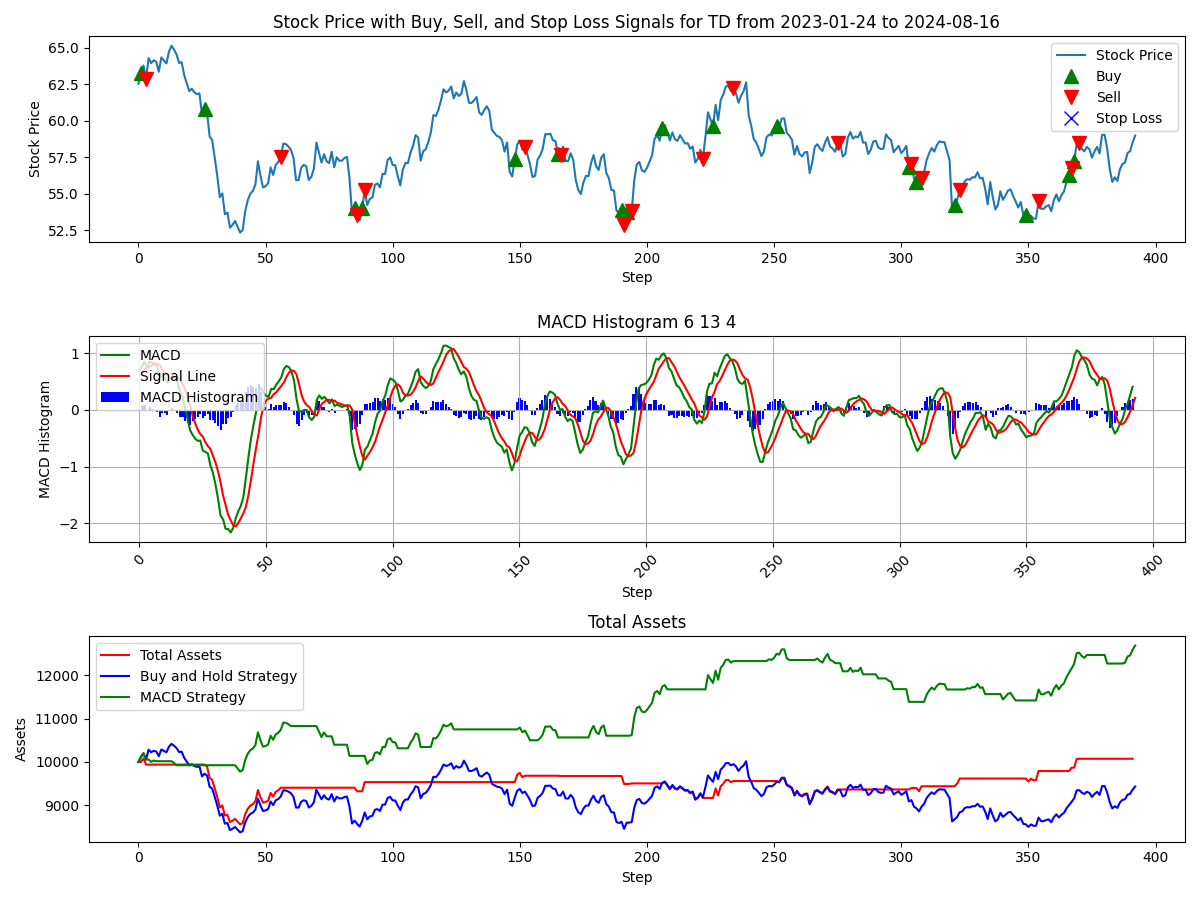 Stock Price with Buy, Sell, and Stop Loss Signals for TD from 2023-01-24 to 2024-08-16
65.0
62.5
60.0
57.5
55.0
52.5
Stock Price
Stock Price
Buy
Sell
Stop Loss
0 50 100 150 200 250 300 350 400
Step
MACD Histogram 6 13 4
1
0
−1
−2
MACD Histogram
MACD
Signal Line
MACD Histogram
0 50 100 150 200 250 300 350 400
Step
Total Assets
12000
11000
10000
9000
Assets
Total Assets
Buy and Hold Strategy
MACD Strategy
0 50 100 150 200 250 300 350 400
Step